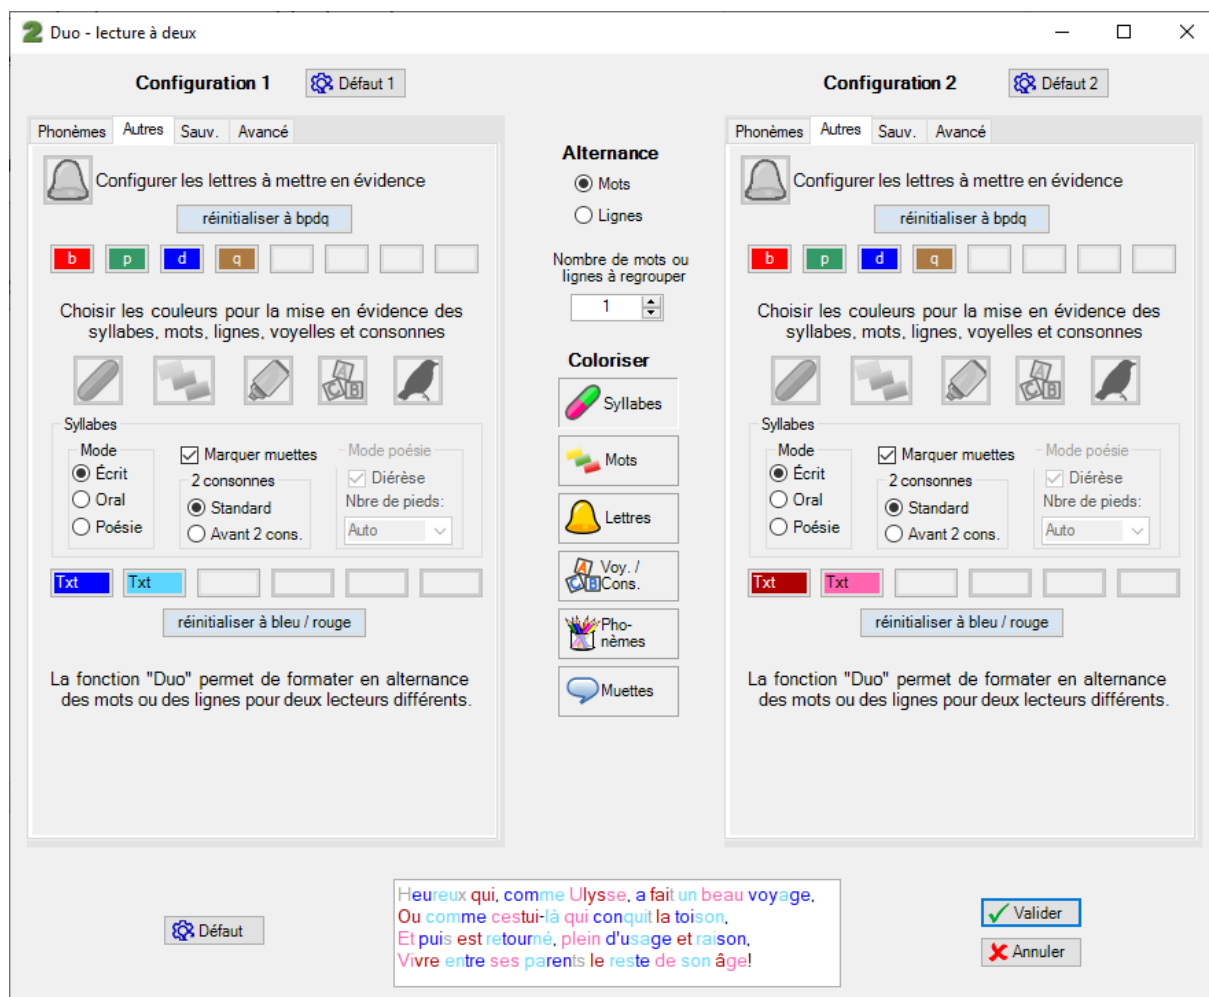 2 Duo - lecture à deux
Configuration 1
Défaut 1
Phonèmes Autres Sauv. Avancé
Configurer les lettres à mettre en évidence
réinitialiser à bpdq
b p d q
Choisir les couleurs pour la mise en évidence des
syllabes, mots, lignes, voyelles et consonnes
A C B
Syllabes
Mode
Écrit
Oral
Poésie
Marquer muettes
2 consonnes
Standard
Avant 2 cons.
Mode poésie
Diérèse
Nbre de pieds:
Auto
Txt Txt
réinitialiser à bleu / rouge
La fonction "Duo" permet de formater en alternance
des mots ou des lignes pour deux lecteurs différents.
Alternance
Mots
Lignes
Nombre de mots ou
lignes à regrouper
1
Coloriser
Syllabes
Mots
Lettres
A C B
Voy. /
Cons.
Pho-
nèmes
Muettes
Configuration 2
Défaut 2
Phonèmes Autres Sauv. Avancé
Configurer les lettres à mettre en évidence
réinitialiser à bpdq
b p d q
Choisir les couleurs pour la mise en évidence des
syllabes, mots, lignes, voyelles et consonnes
A C B
Syllabes
Mode
Écrit
Oral
Poésie
Marquer muettes
2 consonnes
Standard
Avant 2 cons.
Mode poésie
Diérèse
Nbre de pieds:
Auto
Txt Txt
réinitialiser à bleu / rouge
La fonction "Duo" permet de formater en alternance
des mots ou des lignes pour deux lecteurs différents.
Défaut
Heureux qui, comme Ulysse, a fait un beau voyage,
Ou comme cestui-là qui conquit la toison,
Et puis est retourné, plein d'usage et raison,
Vivre entre ses parents le reste de son âge!
Valider
Annuler